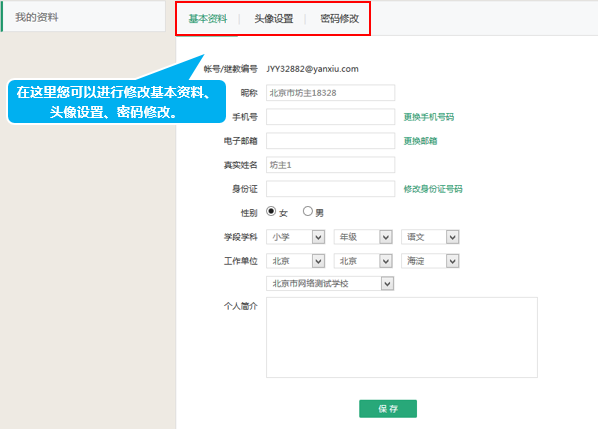 我的资料
基本资料 头像设置 密码修改
帐号/继教编号 JYY32882@yanxiu.com
在这里您可以进行修改基本资料、
头像设置、密码修改。
昵称 北京市坊主18328
手机号 更换手机号码
电子邮箱 更换邮箱
真实姓名 坊主1
身份证 修改身份证号码
性别 女 男
学段学科 小学 年级 语文
工作单位 北京 北京 海淀
北京市网络测试学校
个人简介
保 存